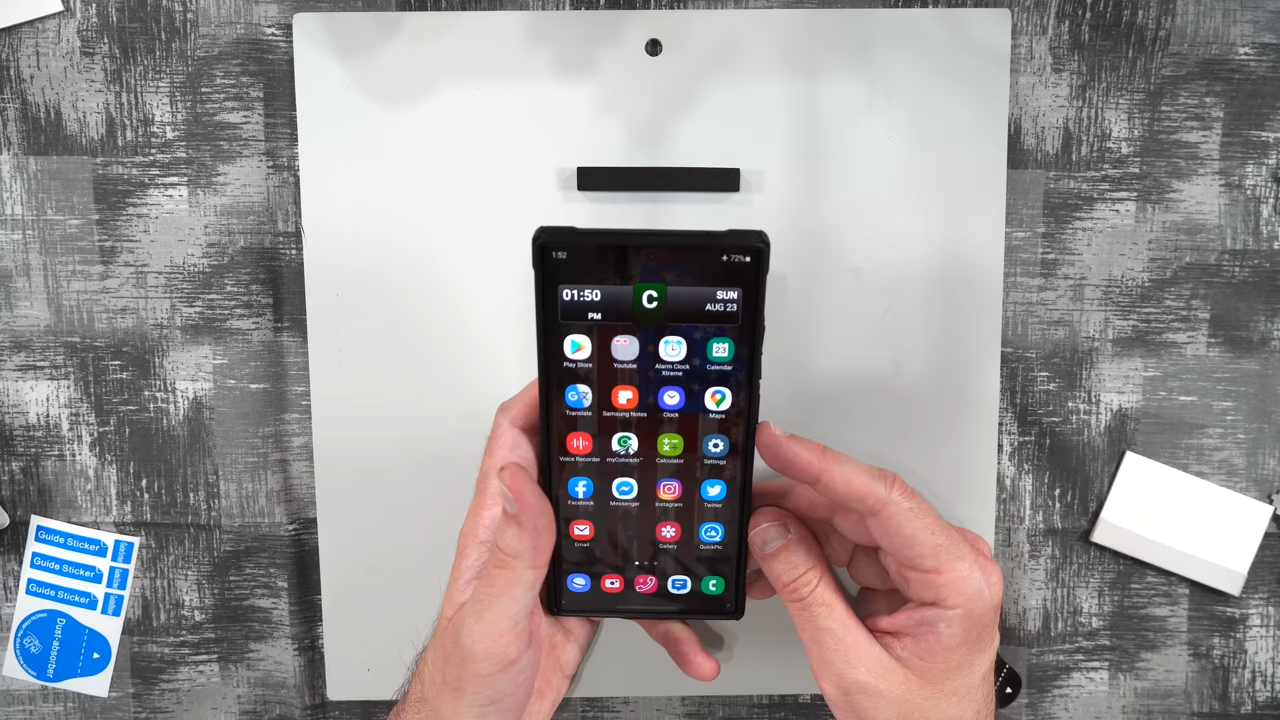 1:52
72%
01:50
PM
C
SUN
AUG 23
Play Store
Youtube
Alarm Clock
Xtreme
23
Calendar
Translate
Samsung Notes
Clock
Maps
Voice Recorder
myColorado™
Calculator
Settings
Facebook
Messenger
Instagram
Twitter
Email
Gallery
QuickPic
Guide Sticker
Guide Sticker
Guide Sticker
Dust-absorber